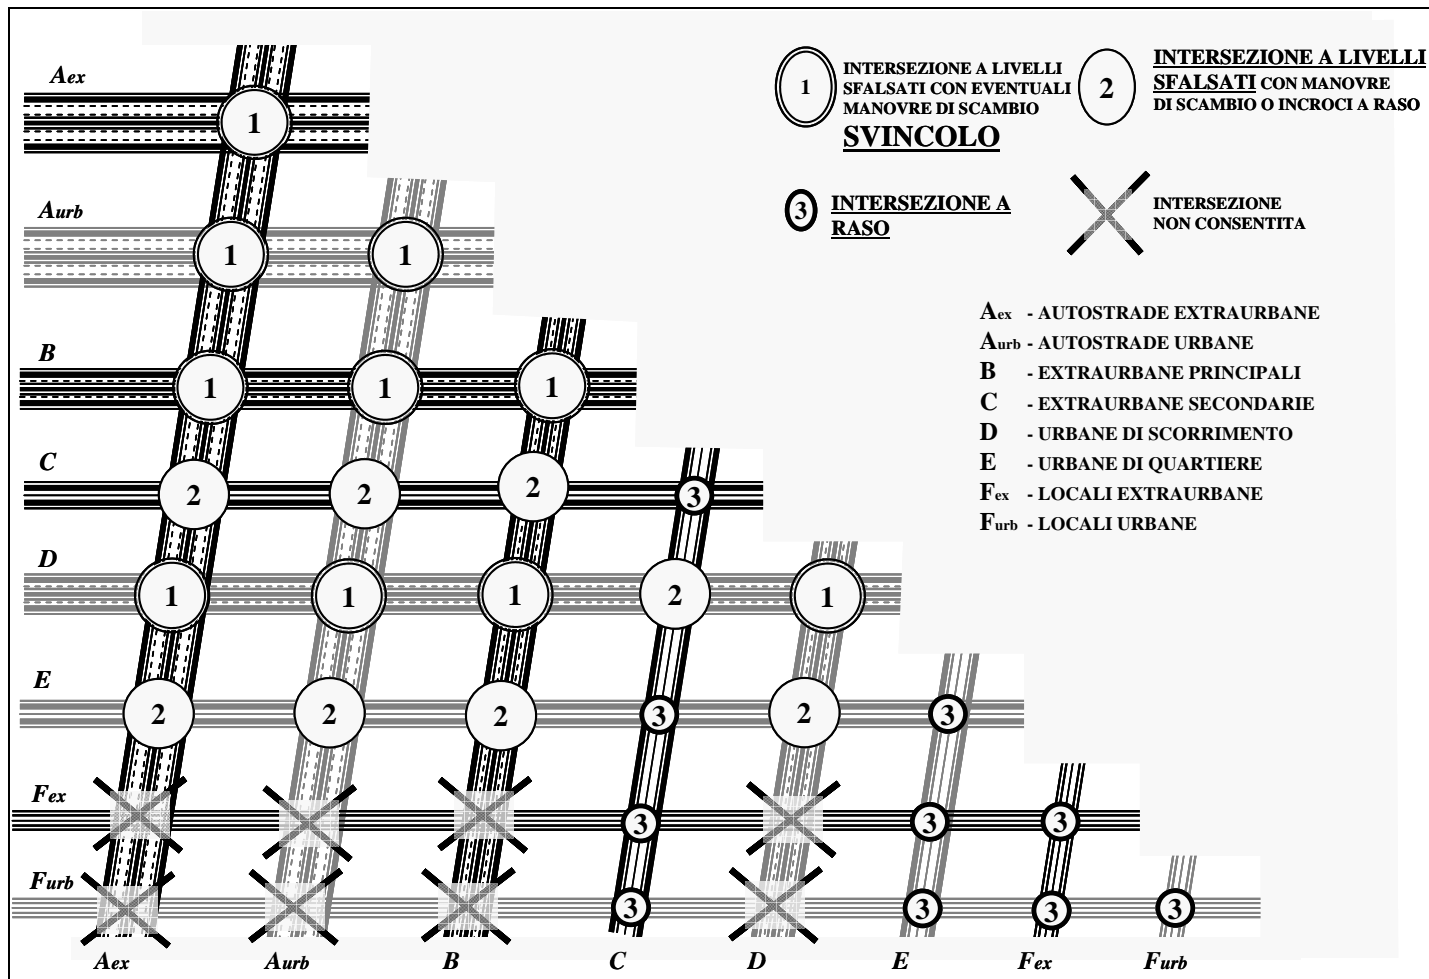 Aex
1
INTERSEZIONE A LIVELLI
SFALSATI CON EVENTUALI
MANOVRE DI SCAMBIO
SVINCOLO
1
2
INTERSEZIONE A LIVELLI
SFALSATI CON MANOVRE
DI SCAMBIO O INCROCI A RASO
3
INTERSEZIONE A
RASO
INTERSEZIONE
NON CONSENTITA
Aurb
1 1
Aex - AUTOSTRADE EXTRAURBANE
Aurb - AUTOSTRADE URBANE
B - EXTRAURBANE PRINCIPALI
C - EXTRAURBANE SECONDARIE
D - URBANE DI SCORRIMENTO
E - URBANE DI QUARTIERE
Fex - LOCALI EXTRAURBANE
Furb - LOCALI URBANE
B
1 1 1
C
2 2 2 3
D
1 1 1 2 1
E
2 2 2 3 2 3
Fex
3 3 3
Furb
3 3 3 3
Aex Aurb B C D E Fex Furb